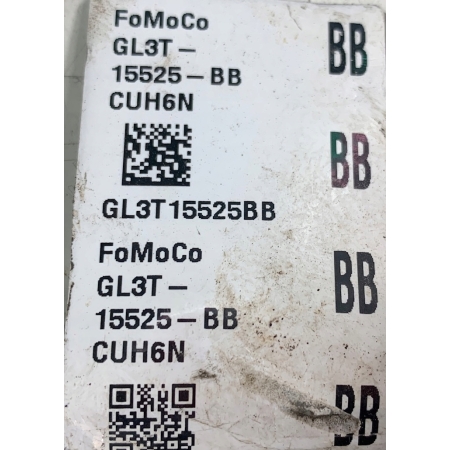 FoMoCo
GL3T – BB
15525 – BB
CUH6N
BB
GL3T15525BB
FoMoCo
GL3T – BB
15525 – BB
CUH6N
BB